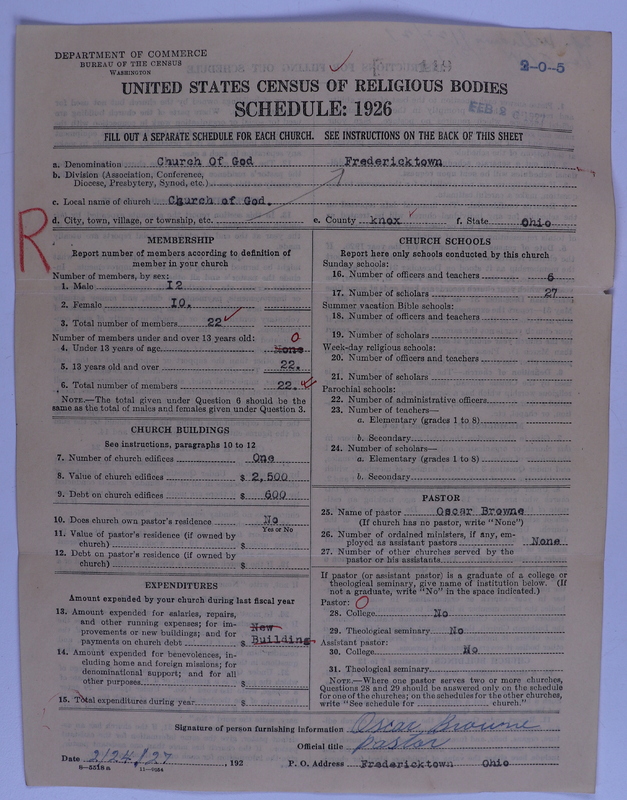 DEPARTMENT OF COMMERCE
BUREAU OF THE CENSUS
WASHINGTON
2-0-5
UNITED STATES CENSUS OF RELIGIOUS BODIES
SCHEDULE: 1926
FEB 2
FILL OUT A SEPARATE SCHEDULE FOR EACH CHURCH. SEE INSTRUCTIONS ON THE BACK OF THIS SHEET
a. Denomination Church Of God Fredericktown
b. Division (Association, Conference,
Diocese, Presbytery, Synod, etc.)
c. Local name of church Church of God.
d. City, town, village, or township, etc. e. County knox f. State Ohio
R
MEMBERSHIP
Report number of members according to definition of
member in your church
Number of members, by sex:
1. Male I2
2. Female IO.
3. Total number of members 22
Number of members under and over 13 years old:
0
4. Under 13 years of age None
5. 13 years old and over 22.
6. Total number of members 22.
NOTE.—The total given under Question 6 should be the
same as the total of males and females given under Question 3.
CHURCH BUILDINGS
See instructions, paragraphs 10 to 12
7. Number of church edifices One
8. Value of church edifices $ 2,500
9. Debt on church edifices $ 600
10. Does church own pastor's residence No
Yes or No
11. Value of pastor's residence (if owned by
church) $
12. Debt on pastor's residence (if owned by
church) $
EXPENDITURES
Amount expended by your church during last fiscal year
13. Amount expended for salaries, repairs,
and other running expenses; for im-
provements or new buildings; and for
payments on church debt $ New Building
14. Amount expended for benevolences, in-
cluding home and foreign missions; for
denominational support; and for all
other purposes $
15. Total expenditures during year $
CHURCH SCHOOLS
Report here only schools conducted by this church
Sunday schools:
16. Number of officers and teachers 6
17. Number of scholars 27
Summer vacation Bible schools:
18. Number of officers and teachers
19. Number of scholars
Week-day religious schools:
20. Number of officers and teachers
21. Number of scholars
Parochial schools:
22. Number of administrative officers
23. Number of teachers—
a. Elementary (grades 1 to 8)
b. Secondary
24. Number of scholars—
a. Elementary (grades 1 to 8)
b. Secondary
PASTOR
25. Name of pastor Oscar Browne
(If church has no pastor, write "None")
26. Number of ordained ministers, if any, em-
ployed as assistant pastors None
27. Number of other churches served by the
pastor or his assistants
If pastor (or assistant pastor) is a graduate of a college or
theological seminary, give name of institution below. (If
not a graduate, write "No" in the space indicated.)
Pastor: 0
28. College No
29. Theological seminary No
Assistant pastor:
30. College No
31. Theological seminary
NOTE.—Where one pastor serves two or more churches,
Questions 28 and 29 should be answered only on the schedule
for one of the churches; on the schedules for the other churches,
write "See schedule for church."
Signature of person furnishing information Oscar Browne
Official title Pastor
Date 2/24/27, 192 P. O. Address Fredericktown Ohio
8—5518 a 11—9264